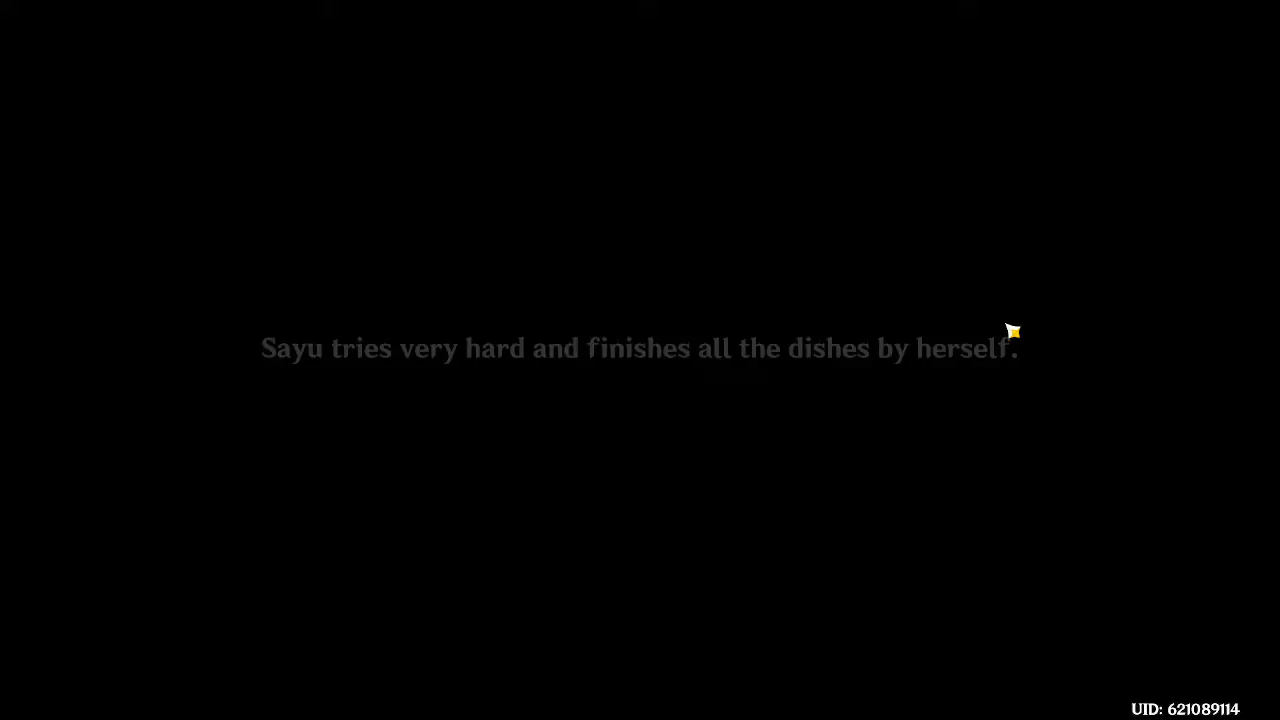 Sayu tries very hard and finishes all the dishes by herself.
UID: 621089114